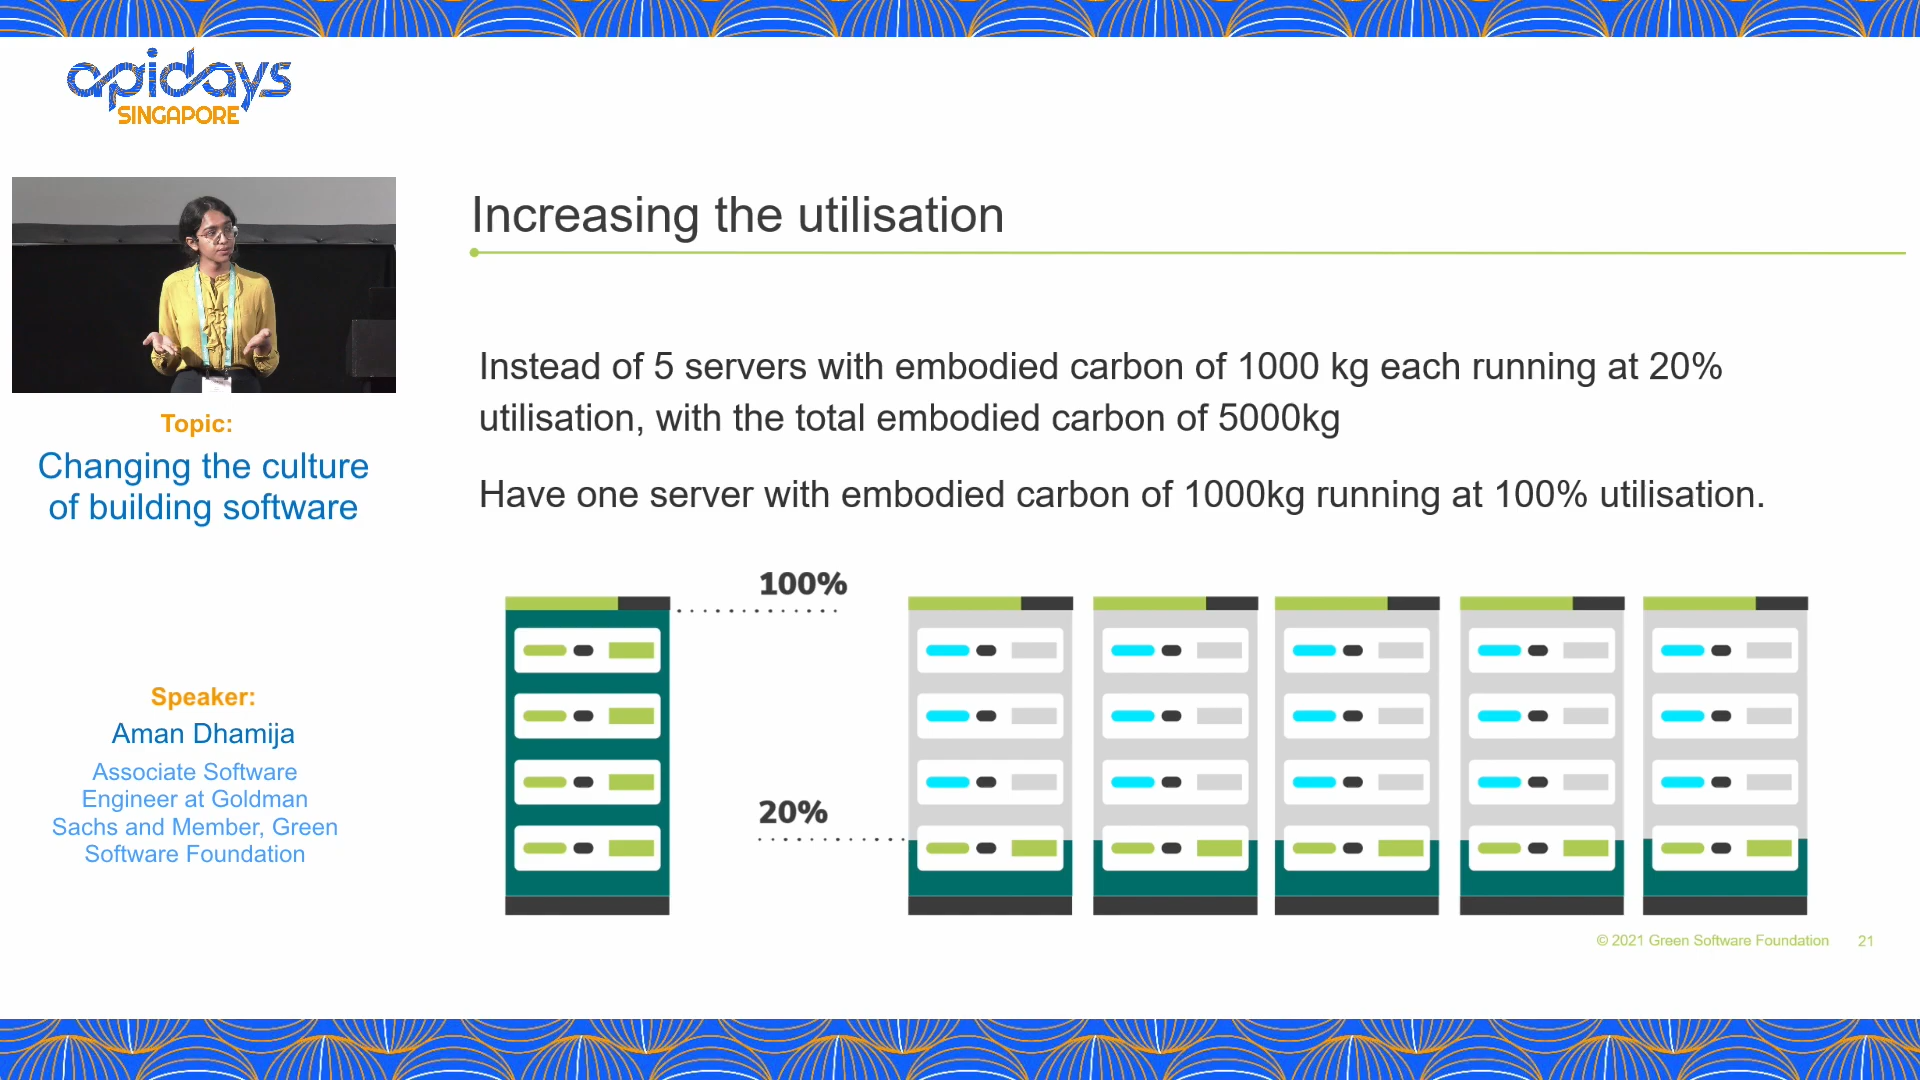 apidays
SINGAPORE
Topic:
Changing the culture
of building software
Speaker:
Aman Dhamija
Associate Software
Engineer at Goldman
Sachs and Member, Green
Software Foundation
Increasing the utilisation
Instead of 5 servers with embodied carbon of 1000 kg each running at 20%
utilisation, with the total embodied carbon of 5000kg
Have one server with embodied carbon of 1000kg running at 100% utilisation.
100%
20%
© 2021 Green Software Foundation 21